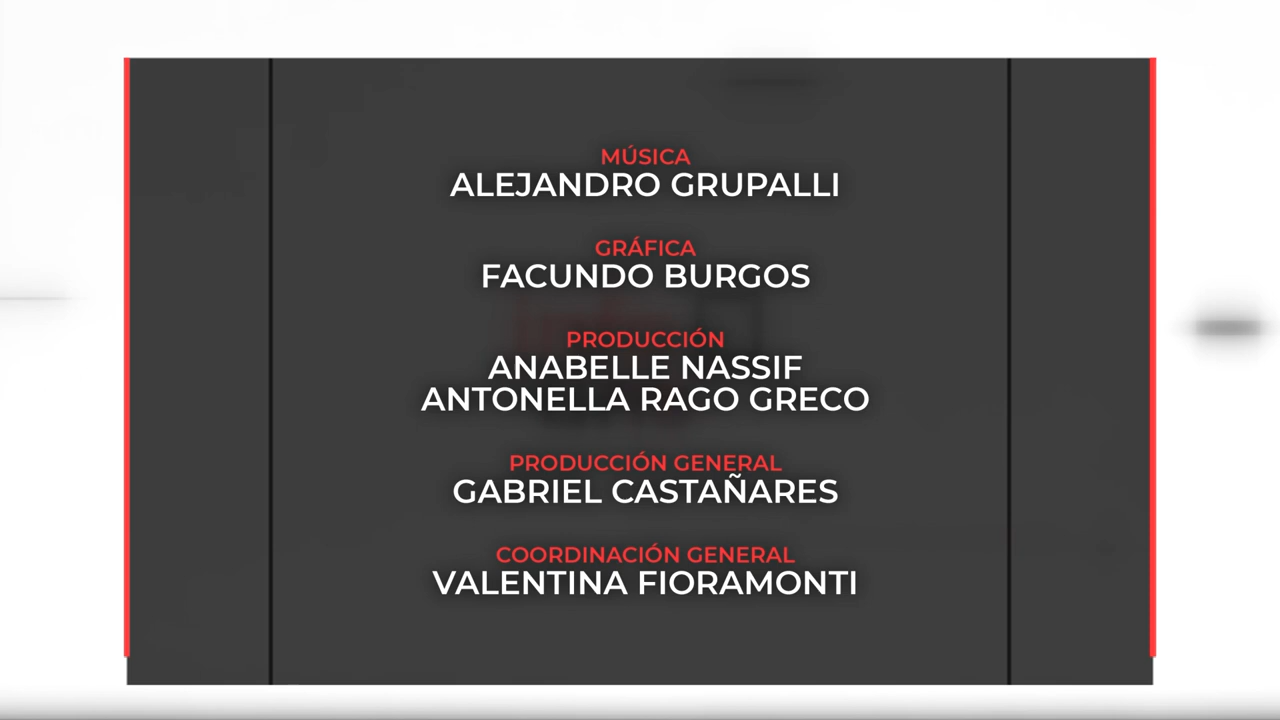 MÚSICA
ALEJANDRO GRUPALLI
GRÁFICA
FACUNDO BURGOS
PRODUCCIÓN
ANABELLE NASSIF
ANTONELLA RAGO GRECO
PRODUCCIÓN GENERAL
GABRIEL CASTAÑARES
COORDINACIÓN GENERAL
VALENTINA FIORAMONTI